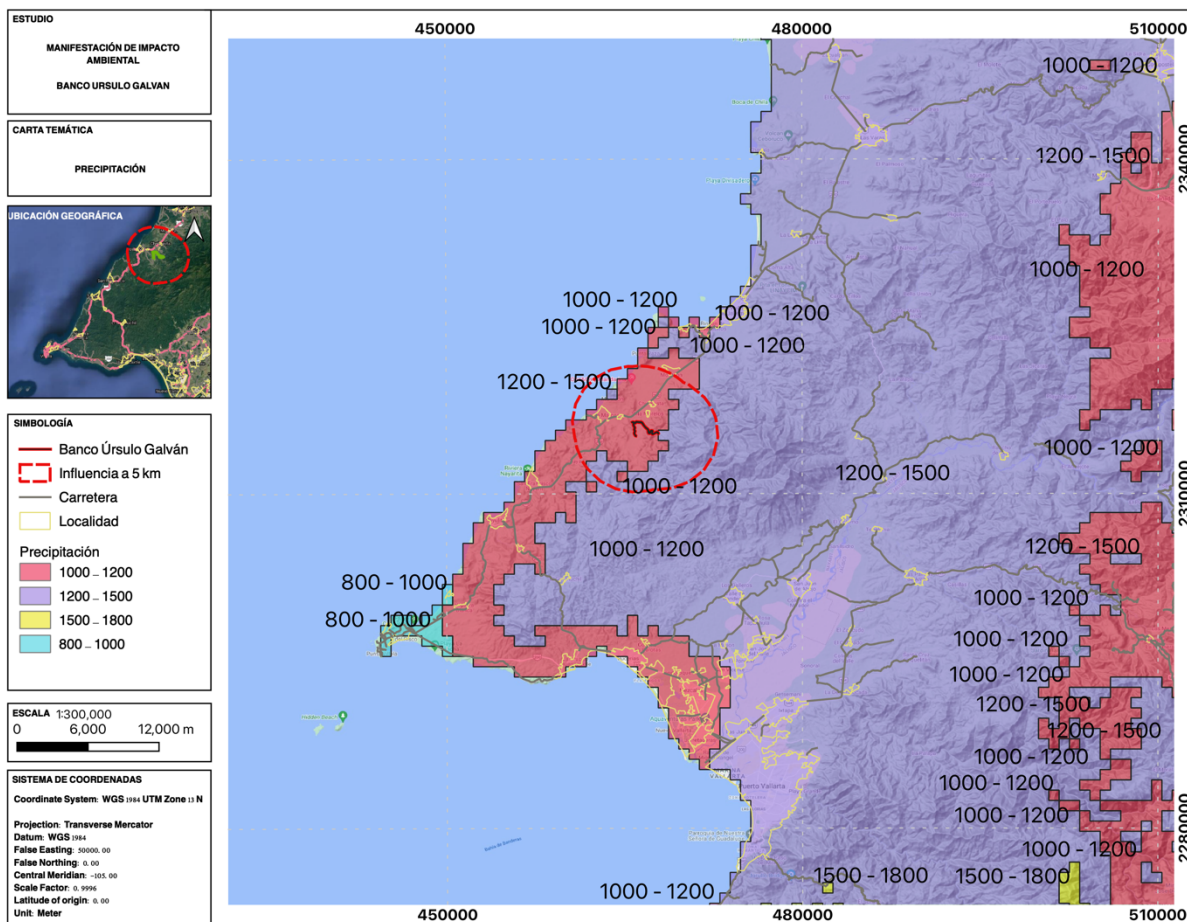 ESTUDIO
MANIFESTACIÓN DE IMPACTO
AMBIENTAL
BANCO URSULO GALVAN
CARTA TEMÁTICA
PRECIPITACIÓN
UBICACIÓN GEOGRÁFICA
SIMBOLOGÍA
Banco Úrsulo Galván
Influencia a 5 km
Carretera
Localidad
Precipitación
1000 – 1200
1200 – 1500
1500 – 1800
800 – 1000
ESCALA 1:300,000
0 6,000 12,000 m
SISTEMA DE COORDENADAS
Coordinate System: WGS 1984 UTM Zone 13 N
Projection: Transverse Mercator
Datum: WGS 1984
False Easting: 50000.00
False Northing: 0.00
Central Meridian: -105.00
Scale Factor: 0.9996
Latitude of origin: 0.00
Unit: Meter
450000 480000 510000
1000 - 1200
2340000
1200 - 1500
1000 - 1200
1000 - 1200
1000 - 1200
1000 - 1200
1000 - 1200
1200 - 1500
1000 - 1200
1200 - 1500
1000 - 1200
2310000
1000 - 1200
1200 - 1500
800 - 1000
1000 - 1200
800 - 1000
1000 - 1200
1000 - 1200
1200 - 1500
1200 - 1500
1000 - 1200
1000 - 1200
Puerto Vallarta
1000 - 1200
2280000
1000 - 1200
1500 - 1800
1500 - 1800
1000 - 1200
450000 480000 510000